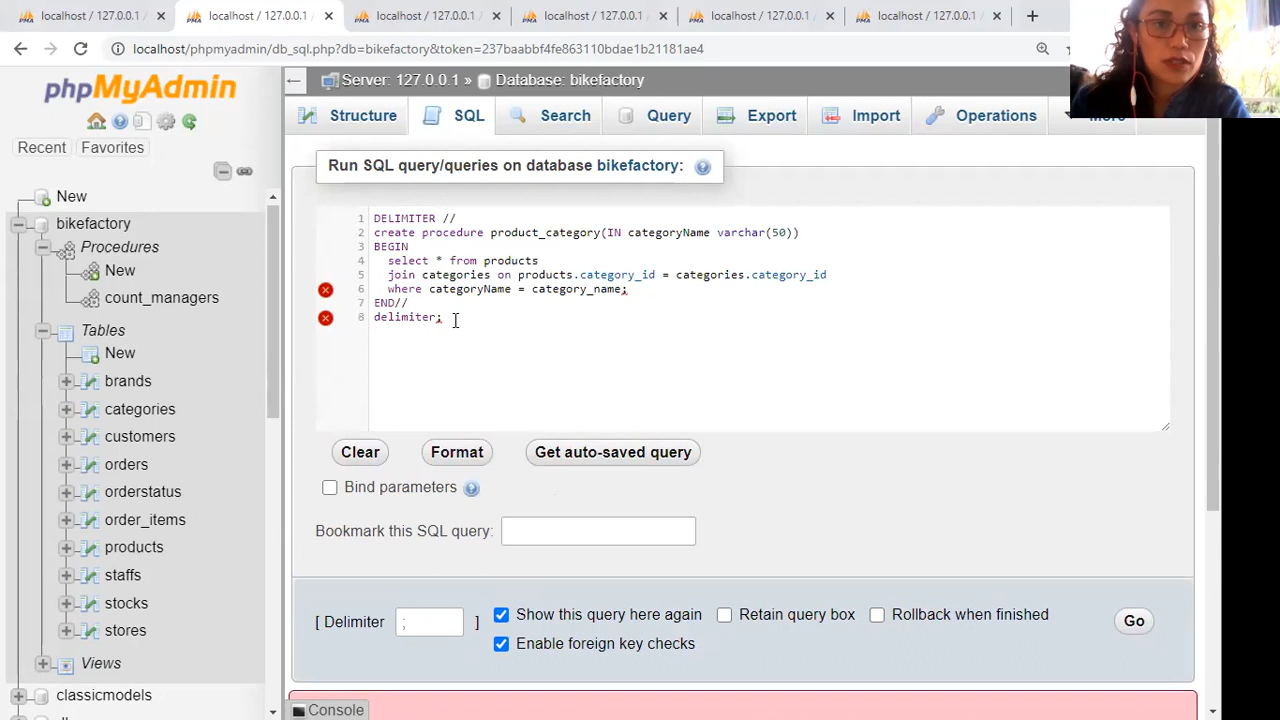 localhost / 127.0.0.1
localhost / 127.0.0.1
localhost / 127.0.0.1
localhost / 127.0.0.1
localhost / 127.0.0.1
localhost / 127.0.0.1
localhost/phpmyadmin/db_sql.php?db=bikefactory&token=237baabbf4fe863110bdae1b21181ae4
phpMyAdmin
Recent Favorites
New
bikefactory
Procedures
New
count_managers
Tables
New
brands
categories
customers
orders
orderstatus
order_items
products
staffs
stocks
stores
Views
classicmodels
Server: 127.0.0.1 » Database: bikefactory
Structure SQL Search Query Export Import Operations
Run SQL query/queries on database bikefactory:
1 DELIMITER //
2 create procedure product_category(IN categoryName varchar(50))
3 BEGIN
4 select * from products
5 join categories on products.category_id = categories.category_id
6 where categoryName = category_name;
7 END//
8 delimiter;
Clear Format Get auto-saved query
Bind parameters
Bookmark this SQL query:
[ Delimiter ; ] Show this query here again Retain query box Rollback when finished Go
Enable foreign key checks
Console